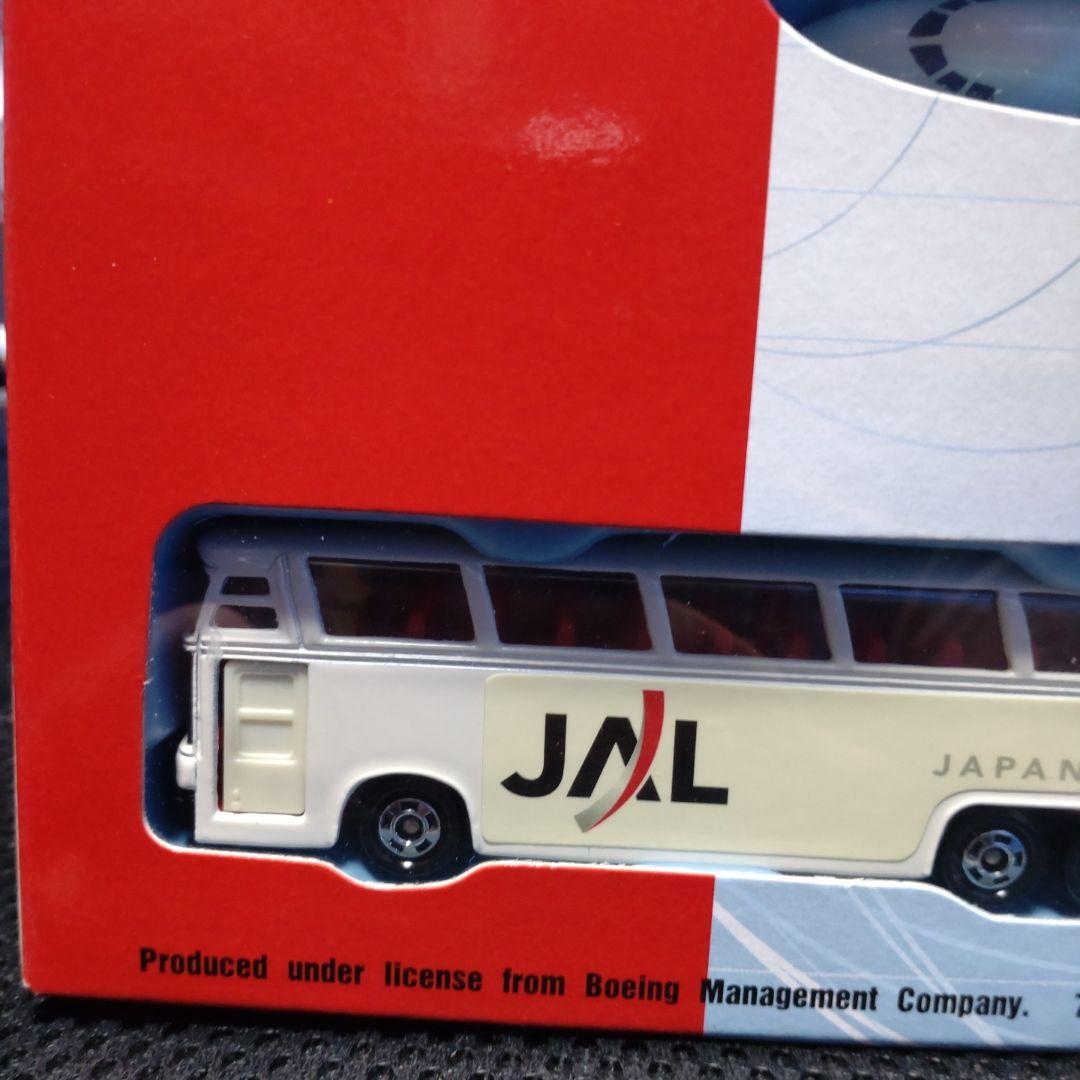 JAL
JAPAN
Produced under license from Boeing Management Company.